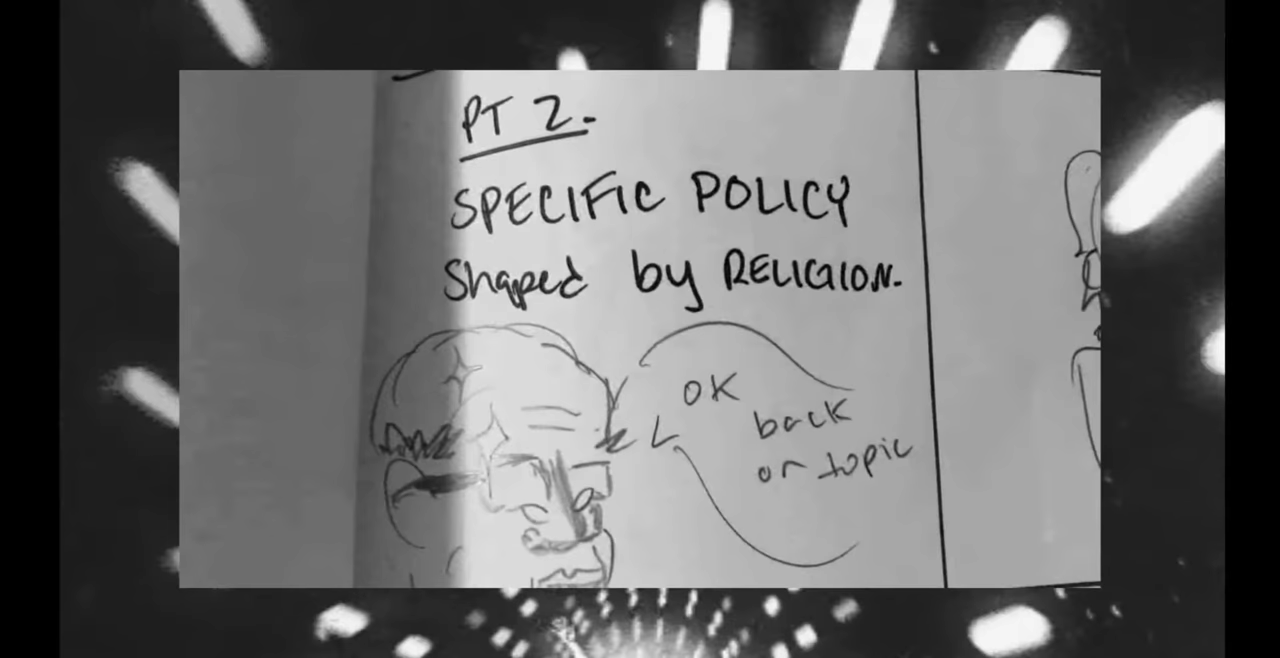 PT 2.
SPECIFIC POLICY
Shaped by RELIGION.
OK
back
on topic